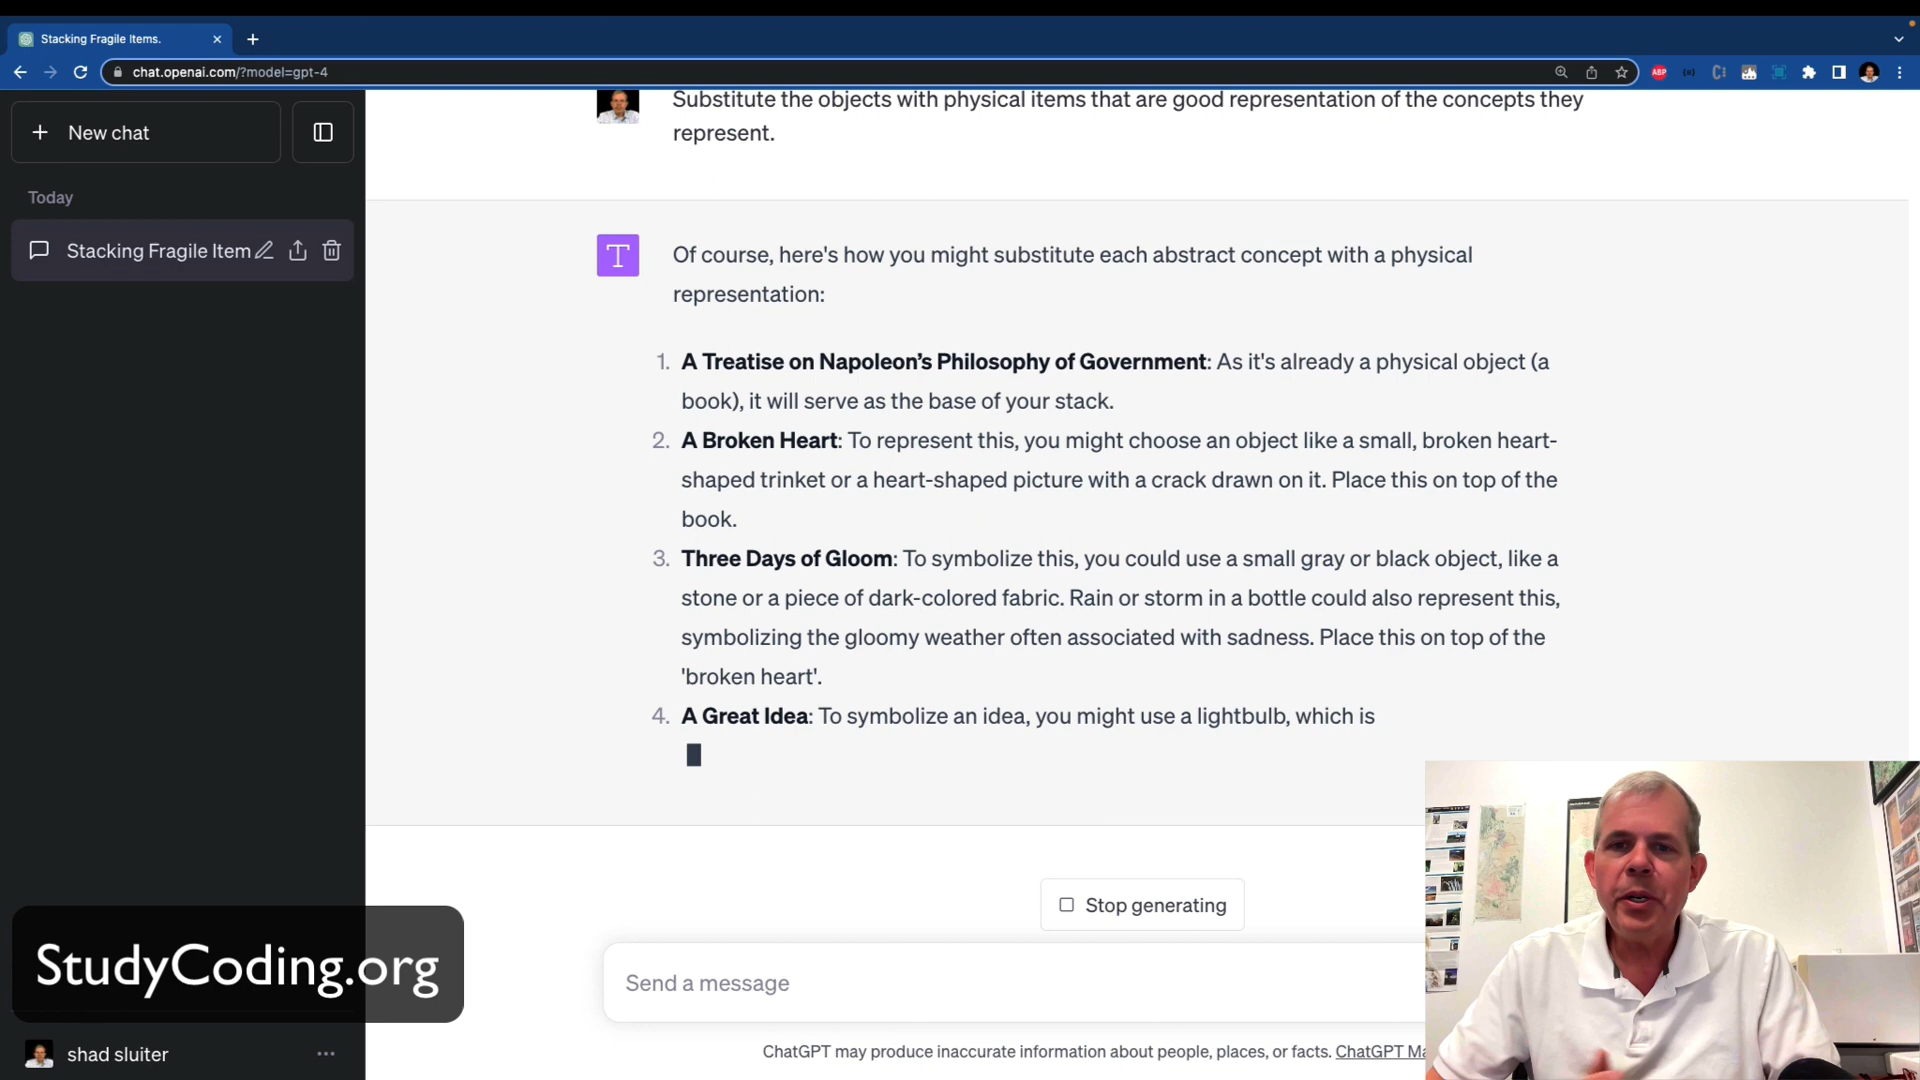 Stacking Fragile Items.
chat.openai.com/?model=gpt-4
ABP
New chat
Today
Stacking Fragile Item
Substitute the objects with physical items that are good representation of the concepts they
represent.
T
Of course, here's how you might substitute each abstract concept with a physical
representation:
1. A Treatise on Napoleon’s Philosophy of Government: As it's already a physical object (a
book), it will serve as the base of your stack.
2. A Broken Heart: To represent this, you might choose an object like a small, broken heart-
shaped trinket or a heart-shaped picture with a crack drawn on it. Place this on top of the
book.
3. Three Days of Gloom: To symbolize this, you could use a small gray or black object, like a
stone or a piece of dark-colored fabric. Rain or storm in a bottle could also represent this,
symbolizing the gloomy weather often associated with sadness. Place this on top of the
'broken heart'.
4. A Great Idea: To symbolize an idea, you might use a lightbulb, which is
Stop generating
Send a message
ChatGPT may produce inaccurate information about people, places, or facts. ChatGPT Ma
StudyCoding.org
shad sluiter